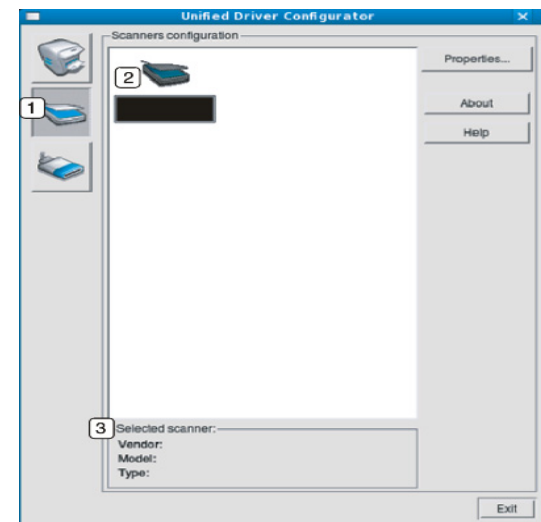 Unified Driver Configurator
Scanners configuration
Properties...
2
1
About
Help
3
Selected scanner:
Vendor:
Model:
Type:
Exit